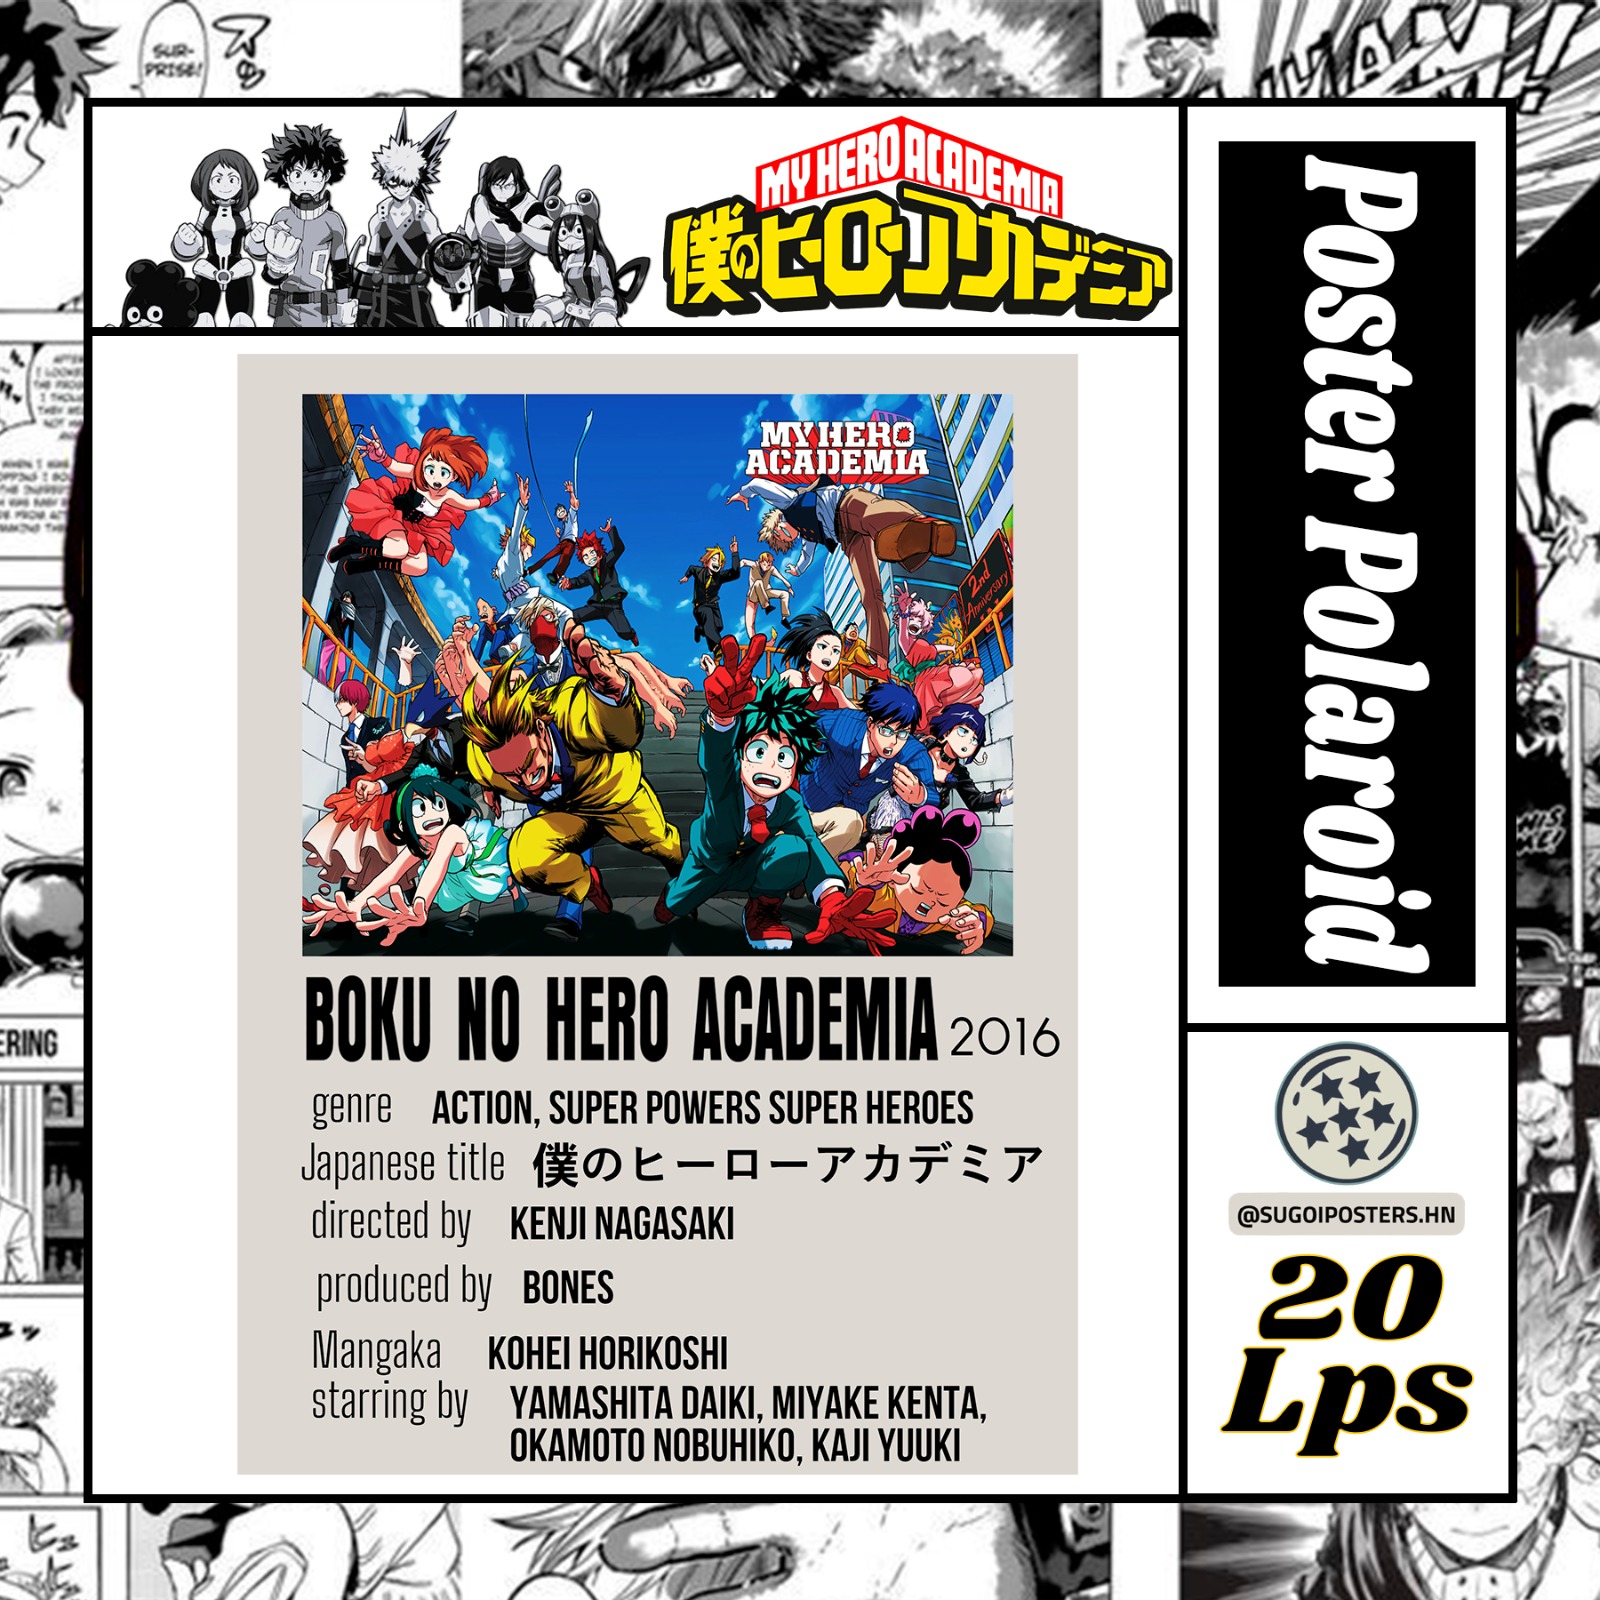 SUR-
PRISE!
MY HERO ACADEMIA
僕のヒーローアカデミア
Poster Polaroid
MY HERO
ACADEMIA
2nd
Anniversary
BOKU NO HERO ACADEMIA 2016
genre ACTION, SUPER POWERS SUPER HEROES
Japanese title 僕のヒーローアカデミア
directed by KENJI NAGASAKI
produced by BONES
Mangaka KOHEI HORIKOSHI
starring by YAMASHITA DAIKI, MIYAKE KENTA,
OKAMOTO NOBUHIKO, KAJI YUUKI
@SUGOIPOSTERS.HN
20
Lps
ERING